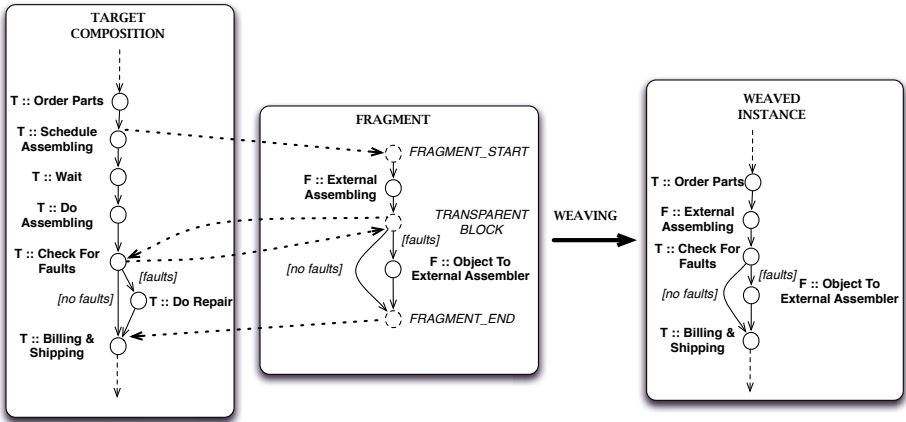 TARGET
COMPOSITION
T :: Order Parts
T :: Schedule
Assembling
T :: Wait
T :: Do
Assembling
T :: Check For
Faults
[faults]
[no faults]
T :: Do Repair
T :: Billing &
Shipping
FRAGMENT
FRAGMENT_START
F :: External
Assembling
TRANSPARENT
BLOCK
[faults]
[no faults]
F :: Object To
External Assembler
FRAGMENT_END
WEAVING
WEAVED
INSTANCE
T :: Order Parts
F :: External
Assembling
T :: Check For
Faults
[faults]
[no faults]
F :: Object To
External Assembler
T :: Billing &
Shipping